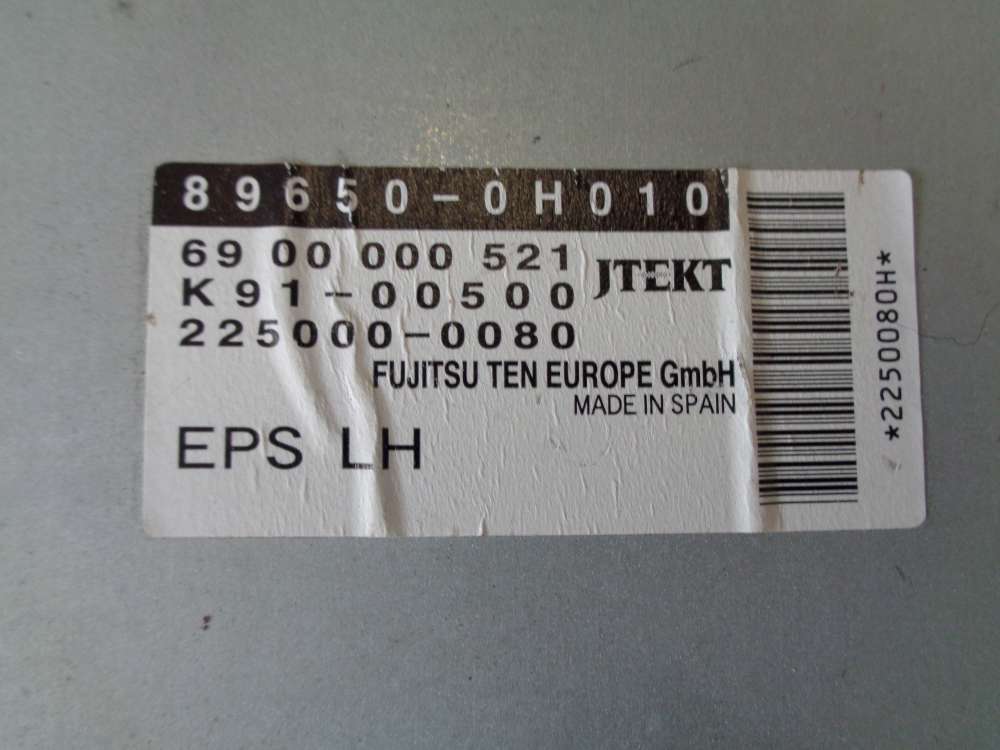 89650-0H010
69 00 000 521
K91-00500
JTEKT
225000-0080
FUJITSU TEN EUROPE GmbH
MADE IN SPAIN
EPS LH
*2250080H*